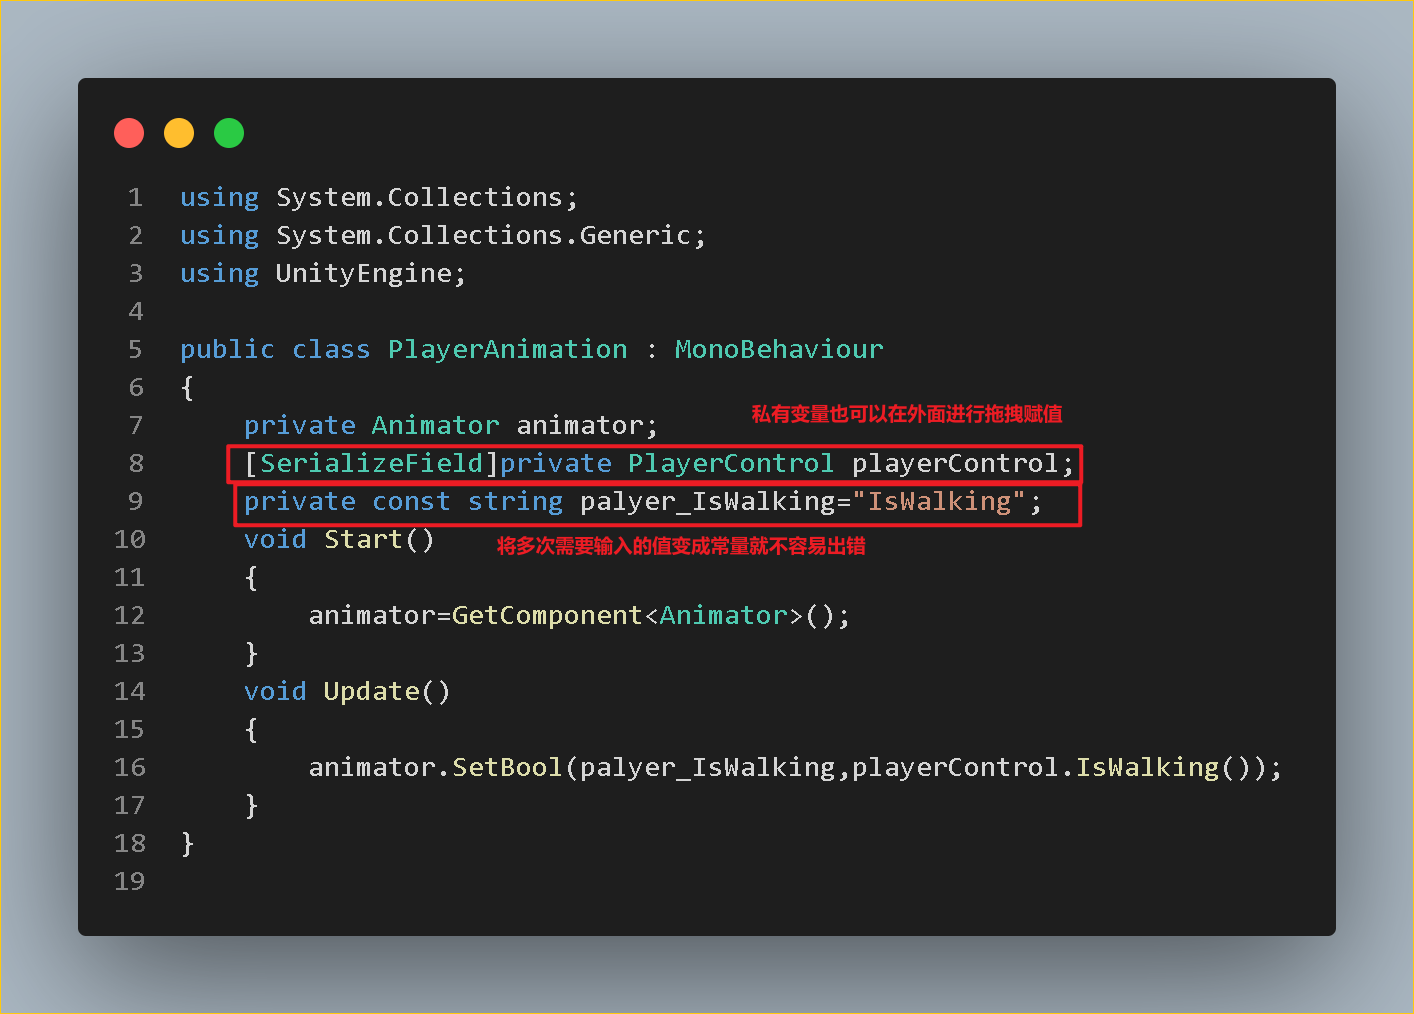 1 using System.Collections;
2 using System.Collections.Generic;
3 using UnityEngine;
4
5 public class PlayerAnimation : MonoBehaviour
6 {
私有变量也可以在外面进行拖拽赋值
7     private Animator animator;
8     [SerializeField]private PlayerControl playerControl;
9     private const string palyer_IsWalking="IsWalking";
10     void Start()
将多次需要输入的值变成常量就不容易出错
11     {
12         animator=GetComponent<Animator>();
13     }
14     void Update()
15     {
16         animator.SetBool(palyer_IsWalking,playerControl.IsWalking());
17     }
18 }
19